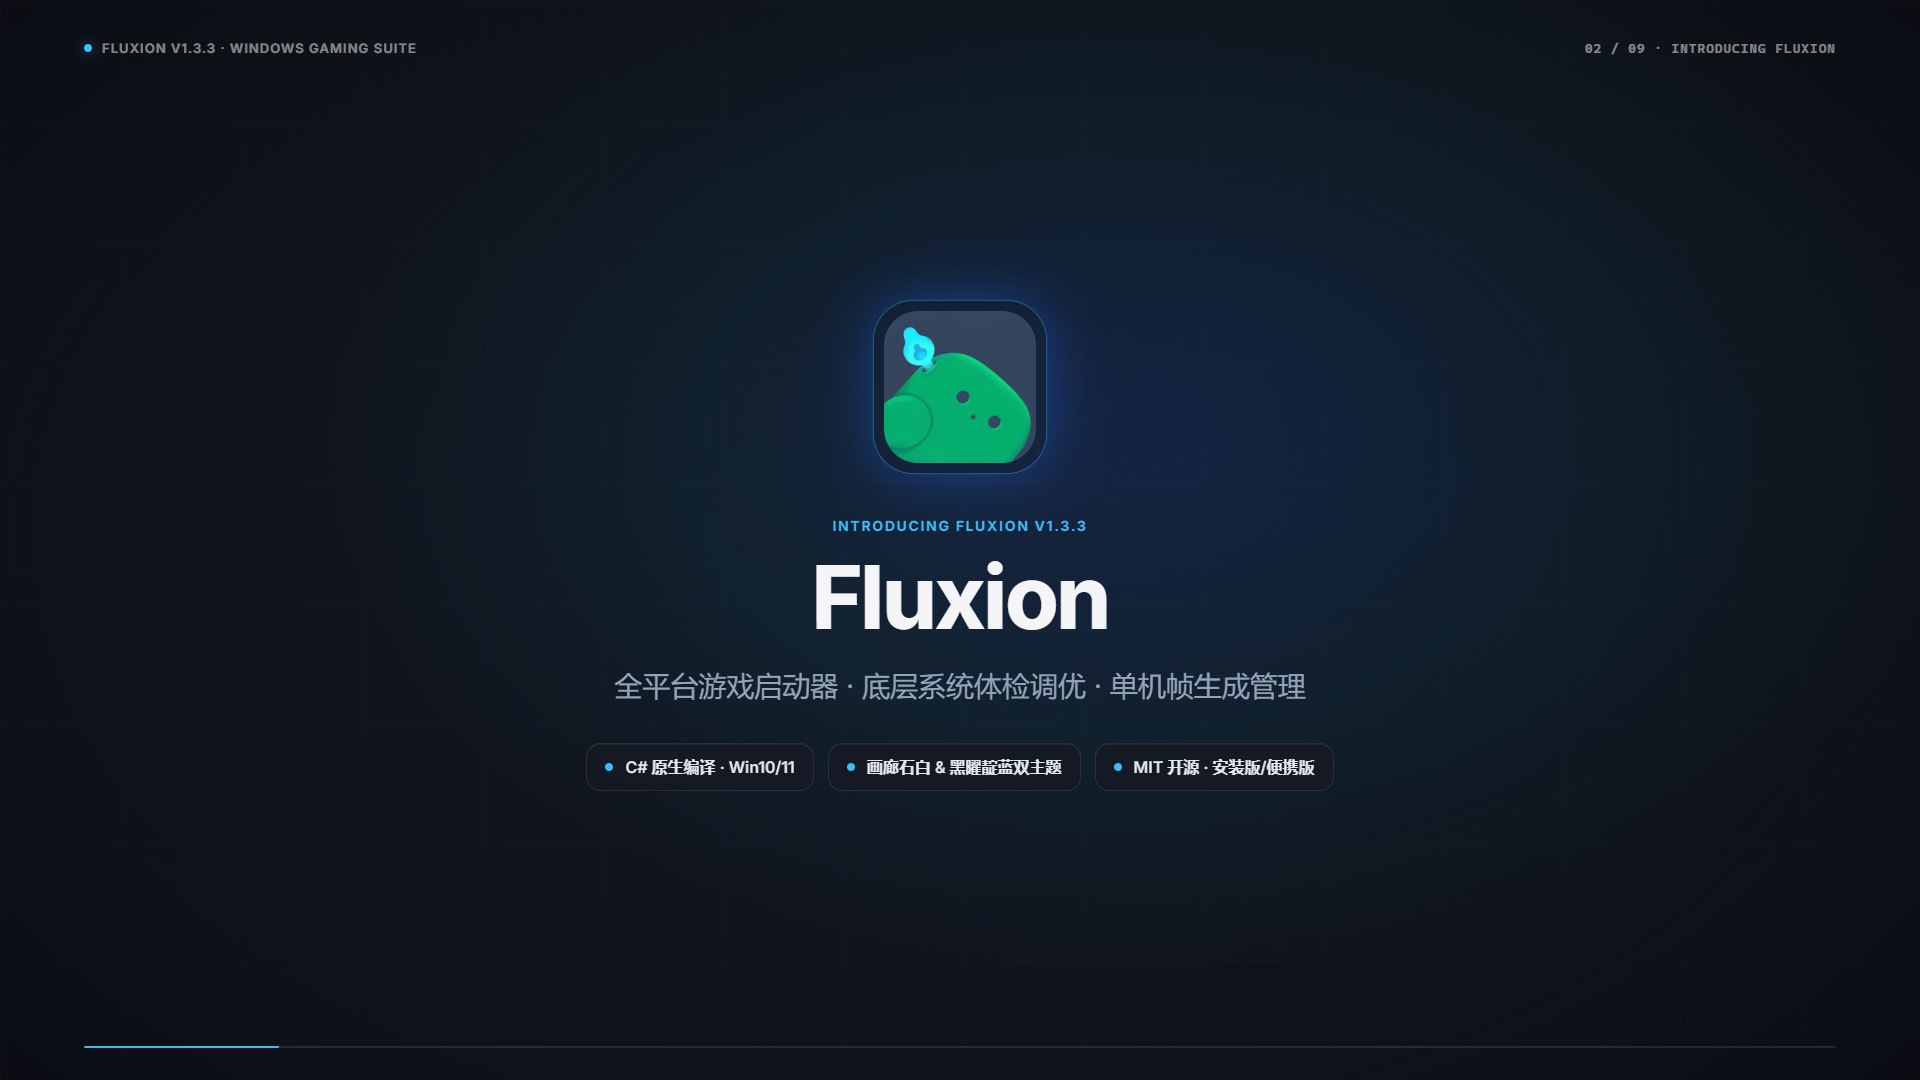 FLUXION V1.3.3 · WINDOWS GAMING SUITE
02 / 09 · INTRODUCING FLUXION
INTRODUCING FLUXION V1.3.3
Fluxion
全平台游戏启动器 · 底层系统体检调优 · 单机帧生成管理
C# 原生编译 · Win10/11
画廊石白 & 黑曜靛蓝双主题
MIT 开源 · 安装版/便携版